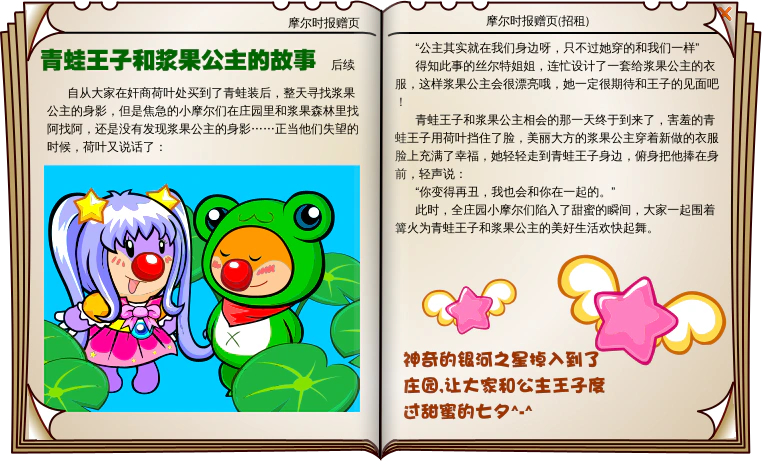 摩尔时报赠页
青蛙王子和浆果公主的故事 后续
自从大家在奸商荷叶处买到了青蛙装后，整天寻找浆果
公主的身影，但是焦急的小摩尔们在庄园里和浆果森林里找
阿找阿，还是没有发现浆果公主的身影……正当他们失望的
时候，荷叶又说话了：
摩尔时报赠页(招租)
“公主其实就在我们身边呀，只不过她穿的和我们一样”
得知此事的丝尔特姐姐，连忙设计了一套给浆果公主的衣
服，这样浆果公主会很漂亮哦，她一定很期待和王子的见面吧
！
青蛙王子和浆果公主相会的那一天终于到来了，害羞的青
蛙王子用荷叶挡住了脸，美丽大方的浆果公主穿着新做的衣服
脸上充满了幸福，她轻轻走到青蛙王子身边，俯身把他捧在身
前，轻声说：
“你变得再丑，我也会和你在一起的。”
此时，全庄园小摩尔们陷入了甜蜜的瞬间，大家一起围着
篝火为青蛙王子和浆果公主的美好生活欢快起舞。
神奇的银河之星掉入到了
庄园,让大家和公主王子度
过甜蜜的七夕^-^